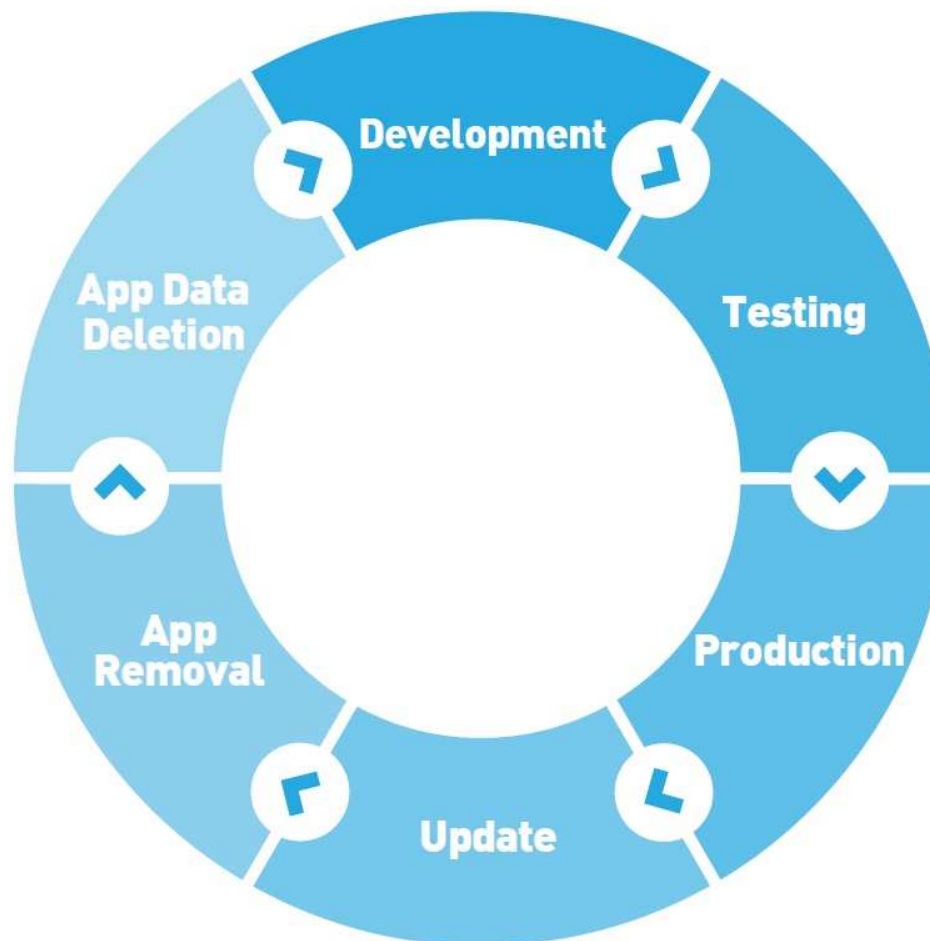 Development
Testing
Production
Update
App
Removal
App Data
Deletion